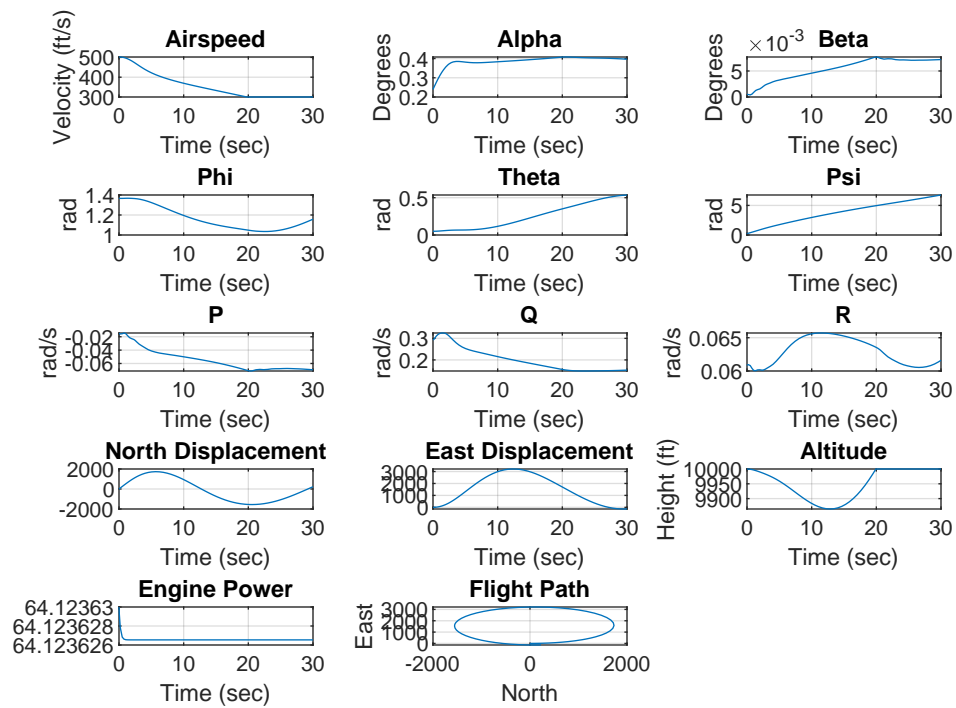 Airspeed
Velocity (ft/s)
500
400
300
0 10 20 30
Time (sec)
Alpha
Degrees
0.4
0.3
0.2
0 10 20 30
Time (sec)
×10-3
Beta
Degrees
5
0
0 10 20 30
Time (sec)
Phi
rad
1.4
1.2
1
0 10 20 30
Time (sec)
Theta
rad
0.5
0
0 10 20 30
Time (sec)
Psi
rad
5
0
0 10 20 30
Time (sec)
P
rad/s
-0.02
-0.04
-0.06
0 10 20 30
Time (sec)
Q
rad/s
0.3
0.2
0 10 20 30
Time (sec)
R
rad/s
0.065
0.06
0 10 20 30
Time (sec)
North Displacement
2000
0
-2000
0 10 20 30
Time (sec)
East Displacement
3000
2000
1000
0
0 10 20 30
Time (sec)
Altitude
Height (ft)
10000
9950
9900
0 10 20 30
Time (sec)
Engine Power
64.12363
64.123628
64.123626
0 10 20 30
Time (sec)
Flight Path
East
3000
2000
1000
0
-2000 0 2000
North